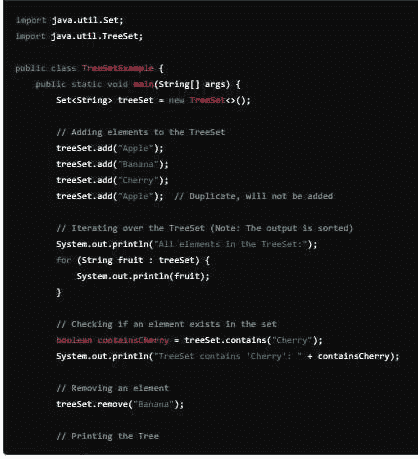 import java.util.Set;
import java.util.TreeSet;
public class TreeSetExample {
public static void main(String[] args) {
Set<String> treeSet = new TreeSet<>();
// Adding elements to the TreeSet
treeSet.add("Apple");
treeSet.add("Banana");
treeSet.add("Cherry");
treeSet.add("Apple");  // Duplicate, will not be added
// Iterating over the TreeSet (Note: The output is sorted)
System.out.println("All elements in the TreeSet:");
for (String fruit : treeSet) {
System.out.println(fruit);
}
// Checking if an element exists in the set
boolean containsCherry = treeSet.contains("Cherry");
System.out.println("TreeSet contains 'Cherry': " + containsCherry);
// Removing an element
treeSet.remove("Banana");
// Printing the Tree